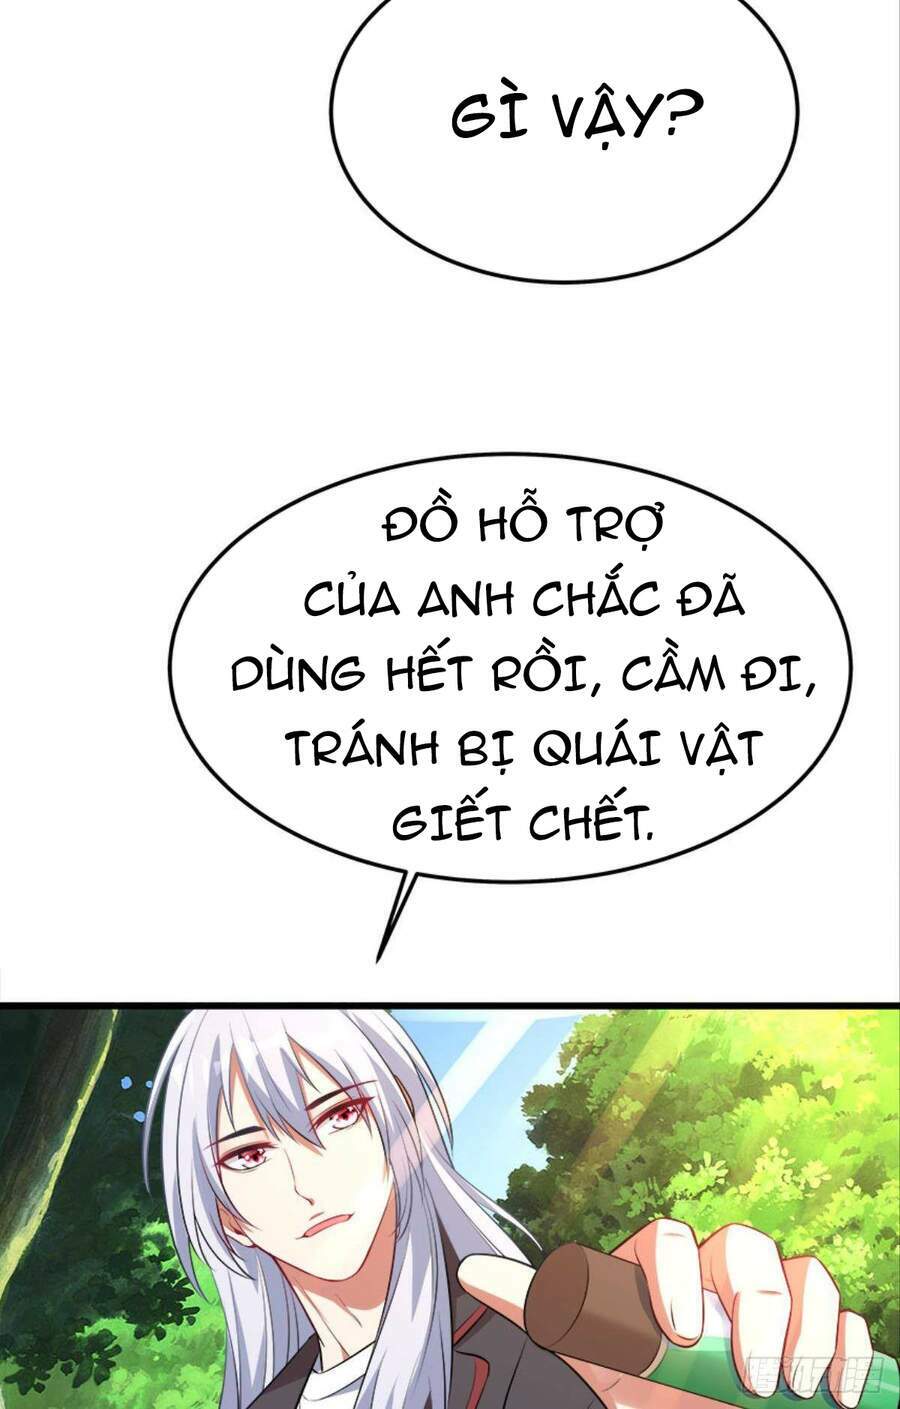 GÌ VẬY?
ĐỒ HỖ TRỢ
CỦA ANH CHẮC ĐÃ
DÙNG HẾT RỒI, CẦM ĐI,
TRÁNH BỊ QUÁI VẬT
GIẾT CHẾT.